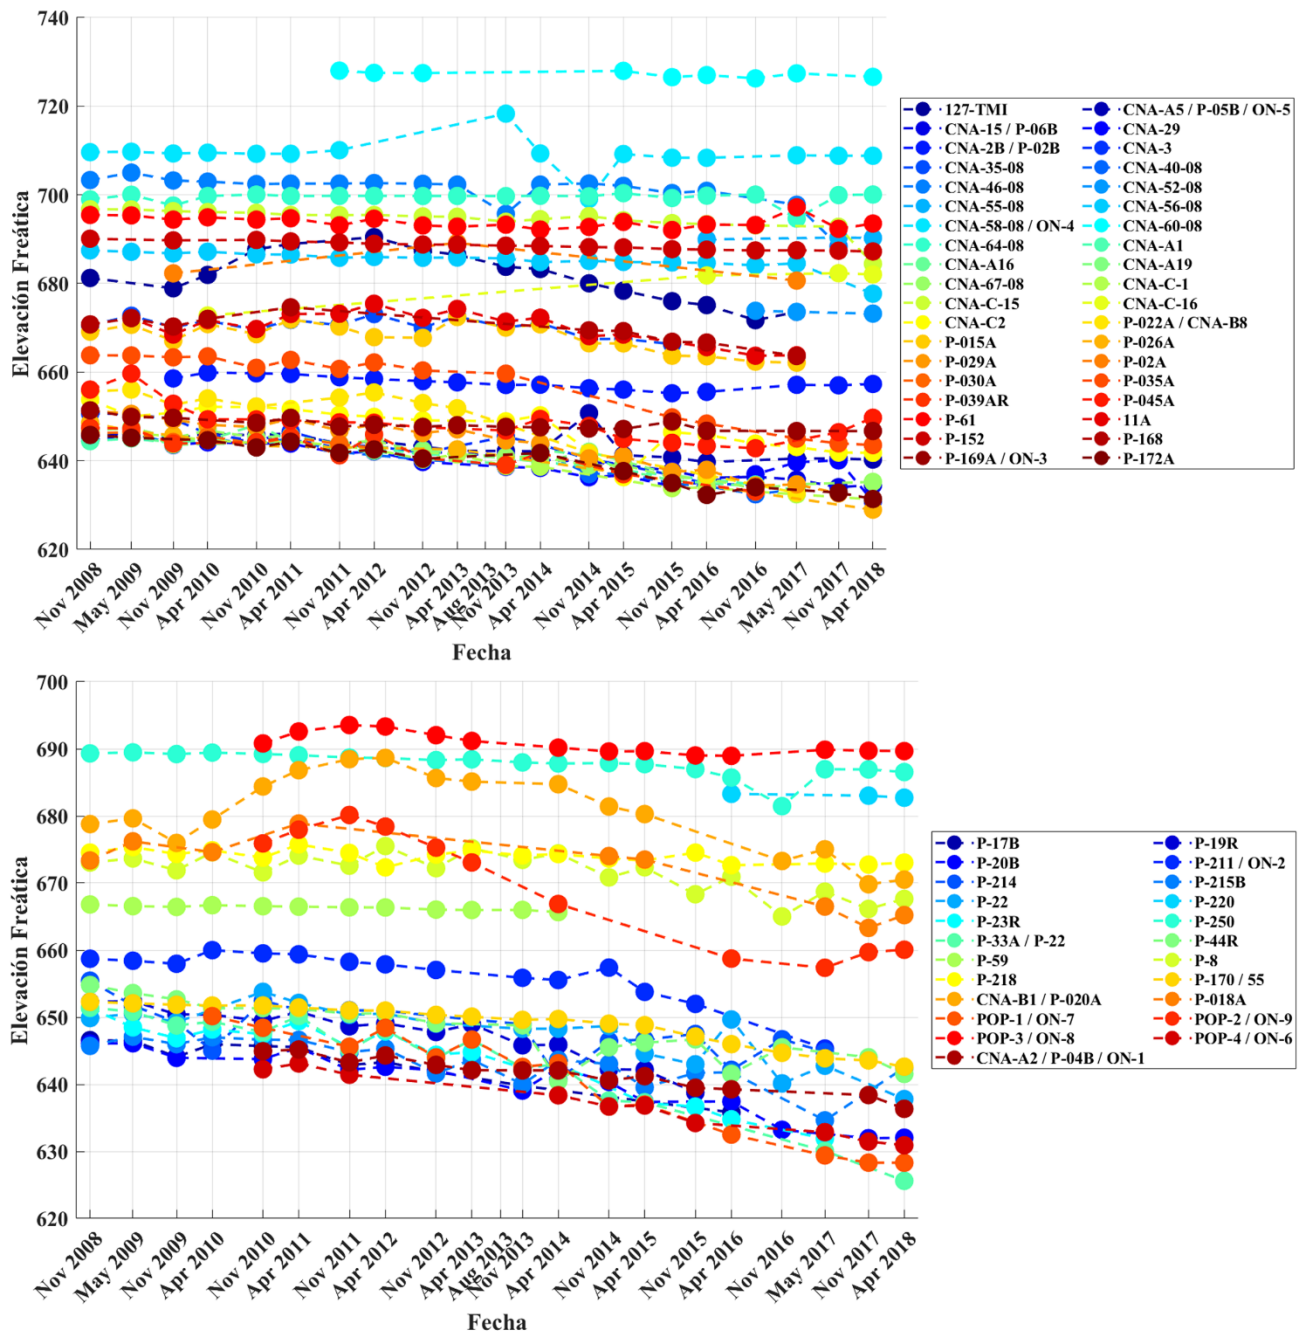 740
720
700
680
660
640
620
Elevación Freática
Nov 2008
May 2009
Nov 2009
Apr 2010
Nov 2010
Apr 2011
Nov 2011
Apr 2012
Nov 2012
Apr 2013
Aug 2013
Nov 2013
Apr 2014
Nov 2014
Apr 2015
Nov 2015
Apr 2016
Nov 2016
May 2017
Nov 2017
Apr 2018
Fecha
127-TMI CNA-A5 / P-05B / ON-5
CNA-15 / P-06B CNA-29
CNA-2B / P-02B CNA-3
CNA-35-08 CNA-40-08
CNA-46-08 CNA-52-08
CNA-55-08 CNA-56-08
CNA-58-08 / ON-4 CNA-60-08
CNA-64-08 CNA-A1
CNA-A16 CNA-A19
CNA-67-08 CNA-C-1
CNA-C-15 CNA-C-16
CNA-C2 P-022A / CNA-B8
P-015A P-026A
P-029A P-02A
P-030A P-035A
P-039AR P-045A
P-61 11A
P-152 P-168
P-169A / ON-3 P-172A
700
690
680
670
660
650
640
630
620
Elevación Freática
Nov 2008
May 2009
Nov 2009
Apr 2010
Nov 2010
Apr 2011
Nov 2011
Apr 2012
Nov 2012
Apr 2013
Aug 2013
Nov 2013
Apr 2014
Nov 2014
Apr 2015
Nov 2015
Apr 2016
Nov 2016
May 2017
Nov 2017
Apr 2018
Fecha
P-17B P-19R
P-20B P-211 / ON-2
P-214 P-215B
P-22 P-220
P-23R P-250
P-33A / P-22 P-44R
P-59 P-8
P-218 P-170 / 55
CNA-B1 / P-020A P-018A
POP-1 / ON-7 POP-2 / ON-9
POP-3 / ON-8 POP-4 / ON-6
CNA-A2 / P-04B / ON-1